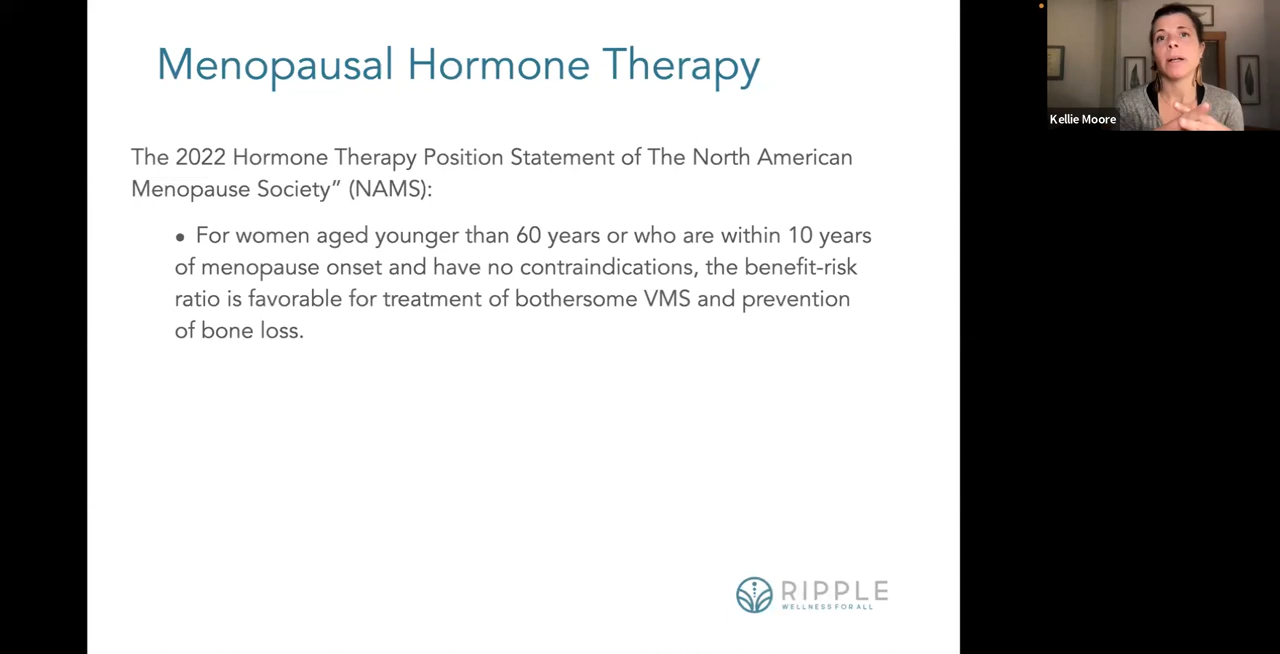 Menopausal Hormone Therapy
The 2022 Hormone Therapy Position Statement of The North American
Menopause Society” (NAMS):
• For women aged younger than 60 years or who are within 10 years
of menopause onset and have no contraindications, the benefit-risk
ratio is favorable for treatment of bothersome VMS and prevention
of bone loss.
RIPPLE
WELLNESS FOR ALL
Kellie Moore